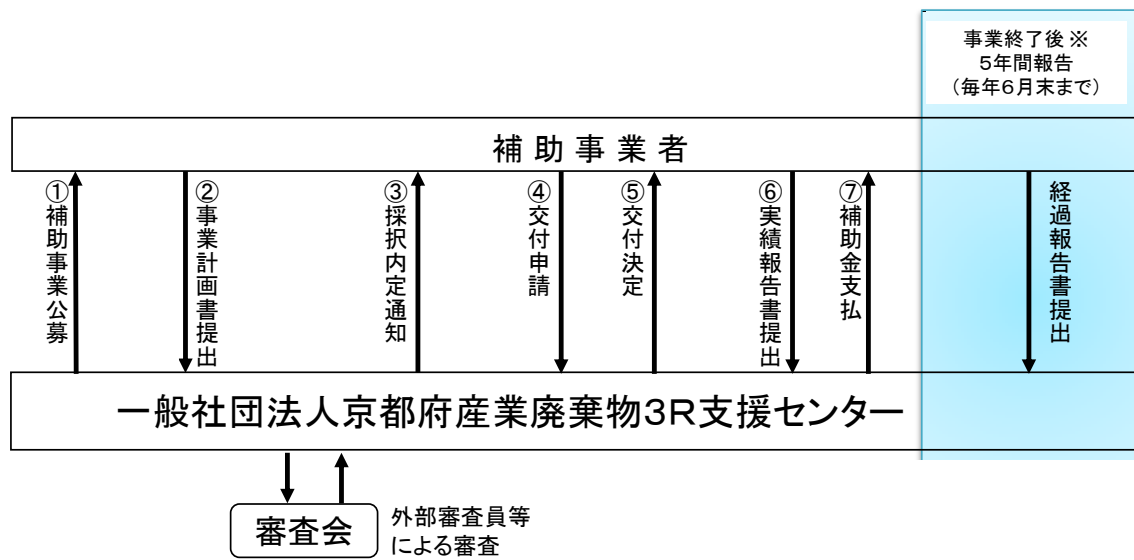 事業終了後※
5年間報告
（毎年６月末まで）
補助事業者
①補助事業公募
②事業計画書提出
③採択内定通知
④交付申請
⑤交付決定
⑥実績報告書提出
⑦補助金支払
経過報告書提出
一般社団法人京都府産業廃棄物３Ｒ支援センター
審査会
外部審査員等
による審査